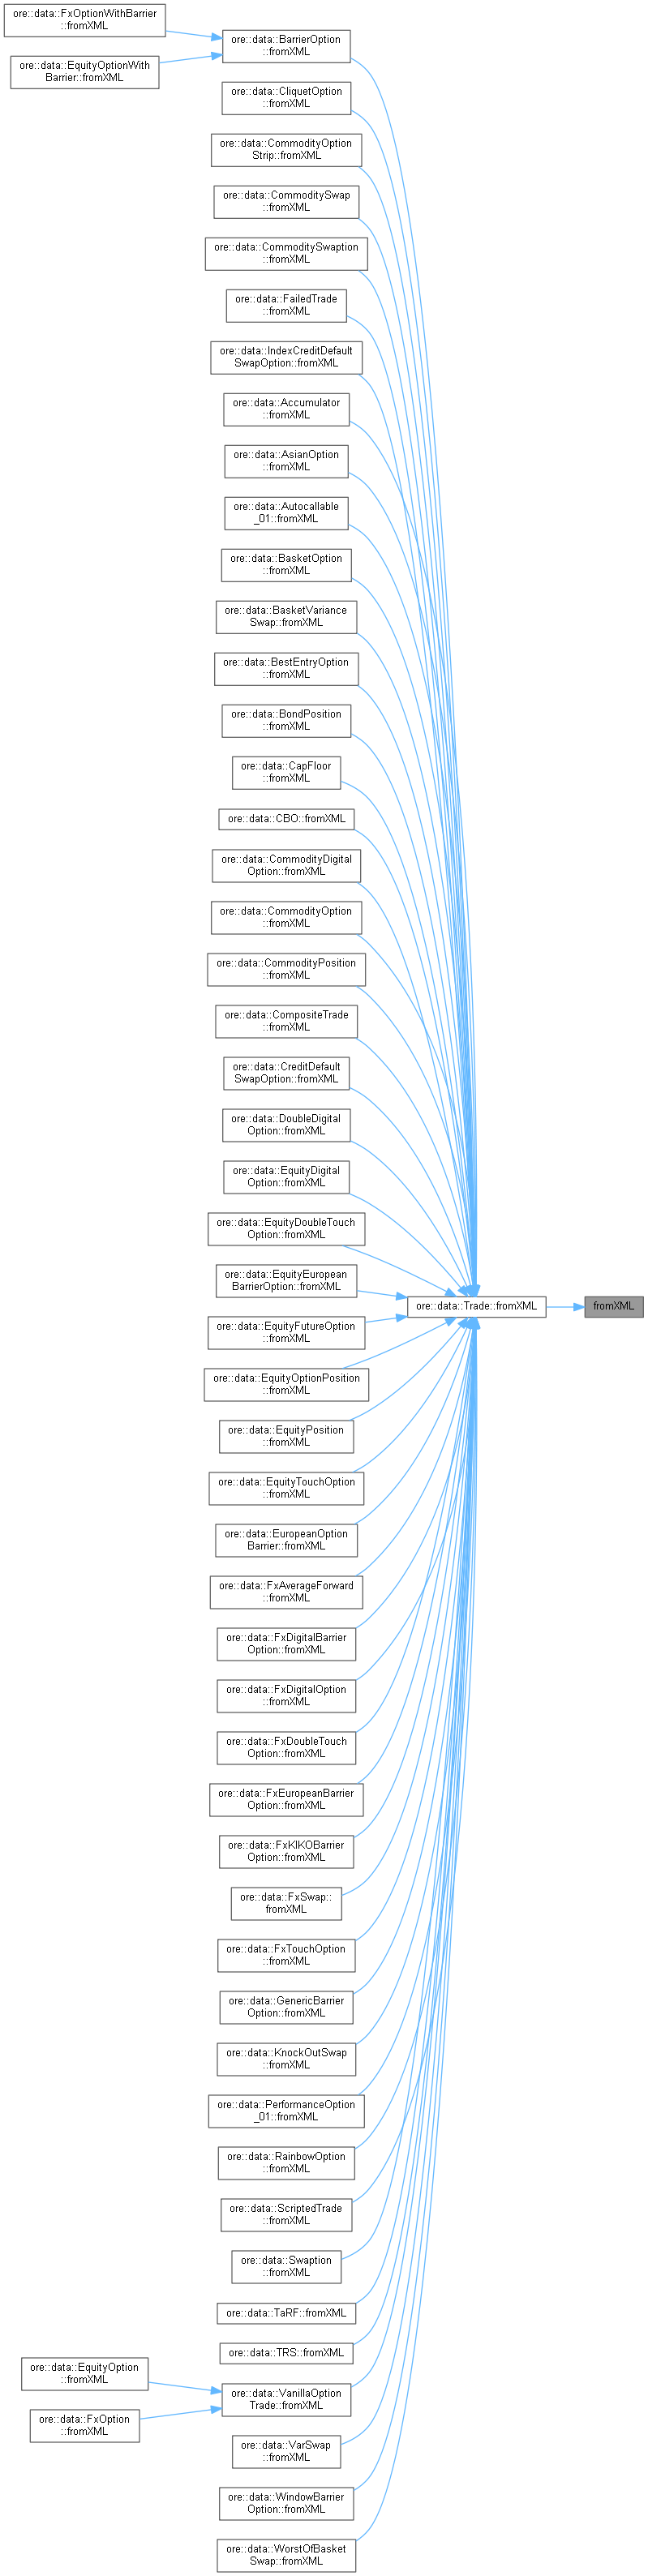 ore::data::FxOptionWithBarrier
::fromXML
ore::data::EquityOptionWith
Barrier::fromXML
ore::data::BarrierOption
::fromXML
ore::data::CliquetOption
::fromXML
ore::data::CommodityOption
Strip::fromXML
ore::data::CommoditySwap
::fromXML
ore::data::CommoditySwaption
::fromXML
ore::data::FailedTrade
::fromXML
ore::data::IndexCreditDefault
SwapOption::fromXML
ore::data::Accumulator
::fromXML
ore::data::AsianOption
::fromXML
ore::data::Autocallable
_01::fromXML
ore::data::BasketOption
::fromXML
ore::data::BasketVariance
Swap::fromXML
ore::data::BestEntryOption
::fromXML
ore::data::BondPosition
::fromXML
ore::data::CapFloor
::fromXML
ore::data::CBO::fromXML
ore::data::CommodityDigital
Option::fromXML
ore::data::CommodityOption
::fromXML
ore::data::CommodityPosition
::fromXML
ore::data::CompositeTrade
::fromXML
ore::data::CreditDefault
SwapOption::fromXML
ore::data::DoubleDigital
Option::fromXML
ore::data::EquityDigital
Option::fromXML
ore::data::EquityDoubleTouch
Option::fromXML
ore::data::EquityEuropean
BarrierOption::fromXML
ore::data::Trade::fromXML
fromXML
ore::data::EquityFutureOption
::fromXML
ore::data::EquityOptionPosition
::fromXML
ore::data::EquityPosition
::fromXML
ore::data::EquityTouchOption
::fromXML
ore::data::EuropeanOption
Barrier::fromXML
ore::data::FxAverageForward
::fromXML
ore::data::FxDigitalBarrier
Option::fromXML
ore::data::FxDigitalOption
::fromXML
ore::data::FxDoubleTouch
Option::fromXML
ore::data::FxEuropeanBarrier
Option::fromXML
ore::data::FxKIKOBarrier
Option::fromXML
ore::data::FxSwap::
fromXML
ore::data::FxTouchOption
::fromXML
ore::data::GenericBarrier
Option::fromXML
ore::data::KnockOutSwap
::fromXML
ore::data::PerformanceOption
_01::fromXML
ore::data::RainbowOption
::fromXML
ore::data::ScriptedTrade
::fromXML
ore::data::Swaption
::fromXML
ore::data::TaRF::fromXML
ore::data::TRS::fromXML
ore::data::EquityOption
::fromXML
ore::data::FxOption
::fromXML
ore::data::VanillaOption
Trade::fromXML
ore::data::VarSwap
::fromXML
ore::data::WindowBarrier
Option::fromXML
ore::data::WorstOfBasket
Swap::fromXML